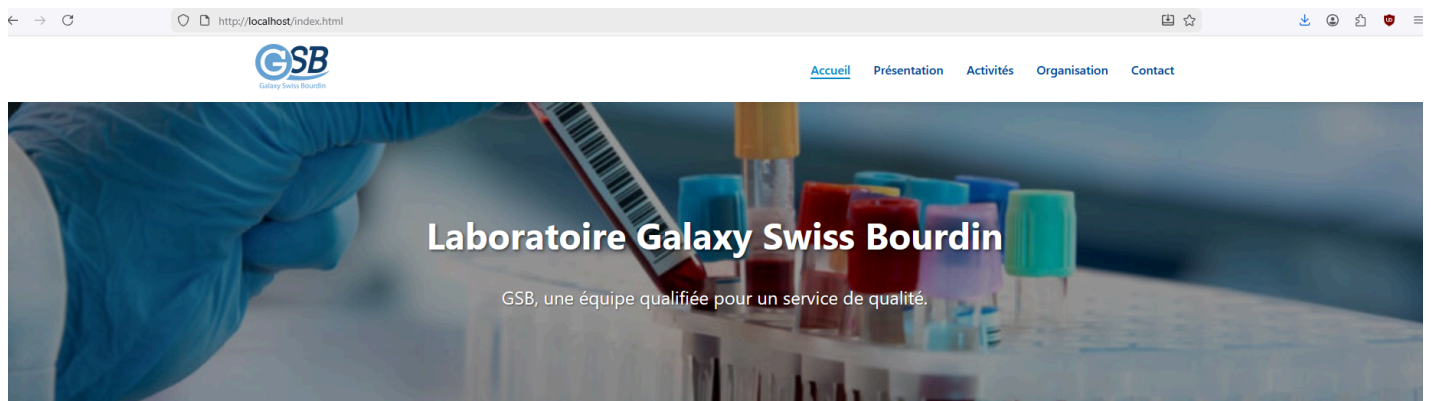 http://localhost/index.html
GSB
Galaxy Swiss Bourdin
Accueil Présentation Activités Organisation Contact
Laboratoire Galaxy Swiss Bourdin
GSB, une équipe qualifiée pour un service de qualité.